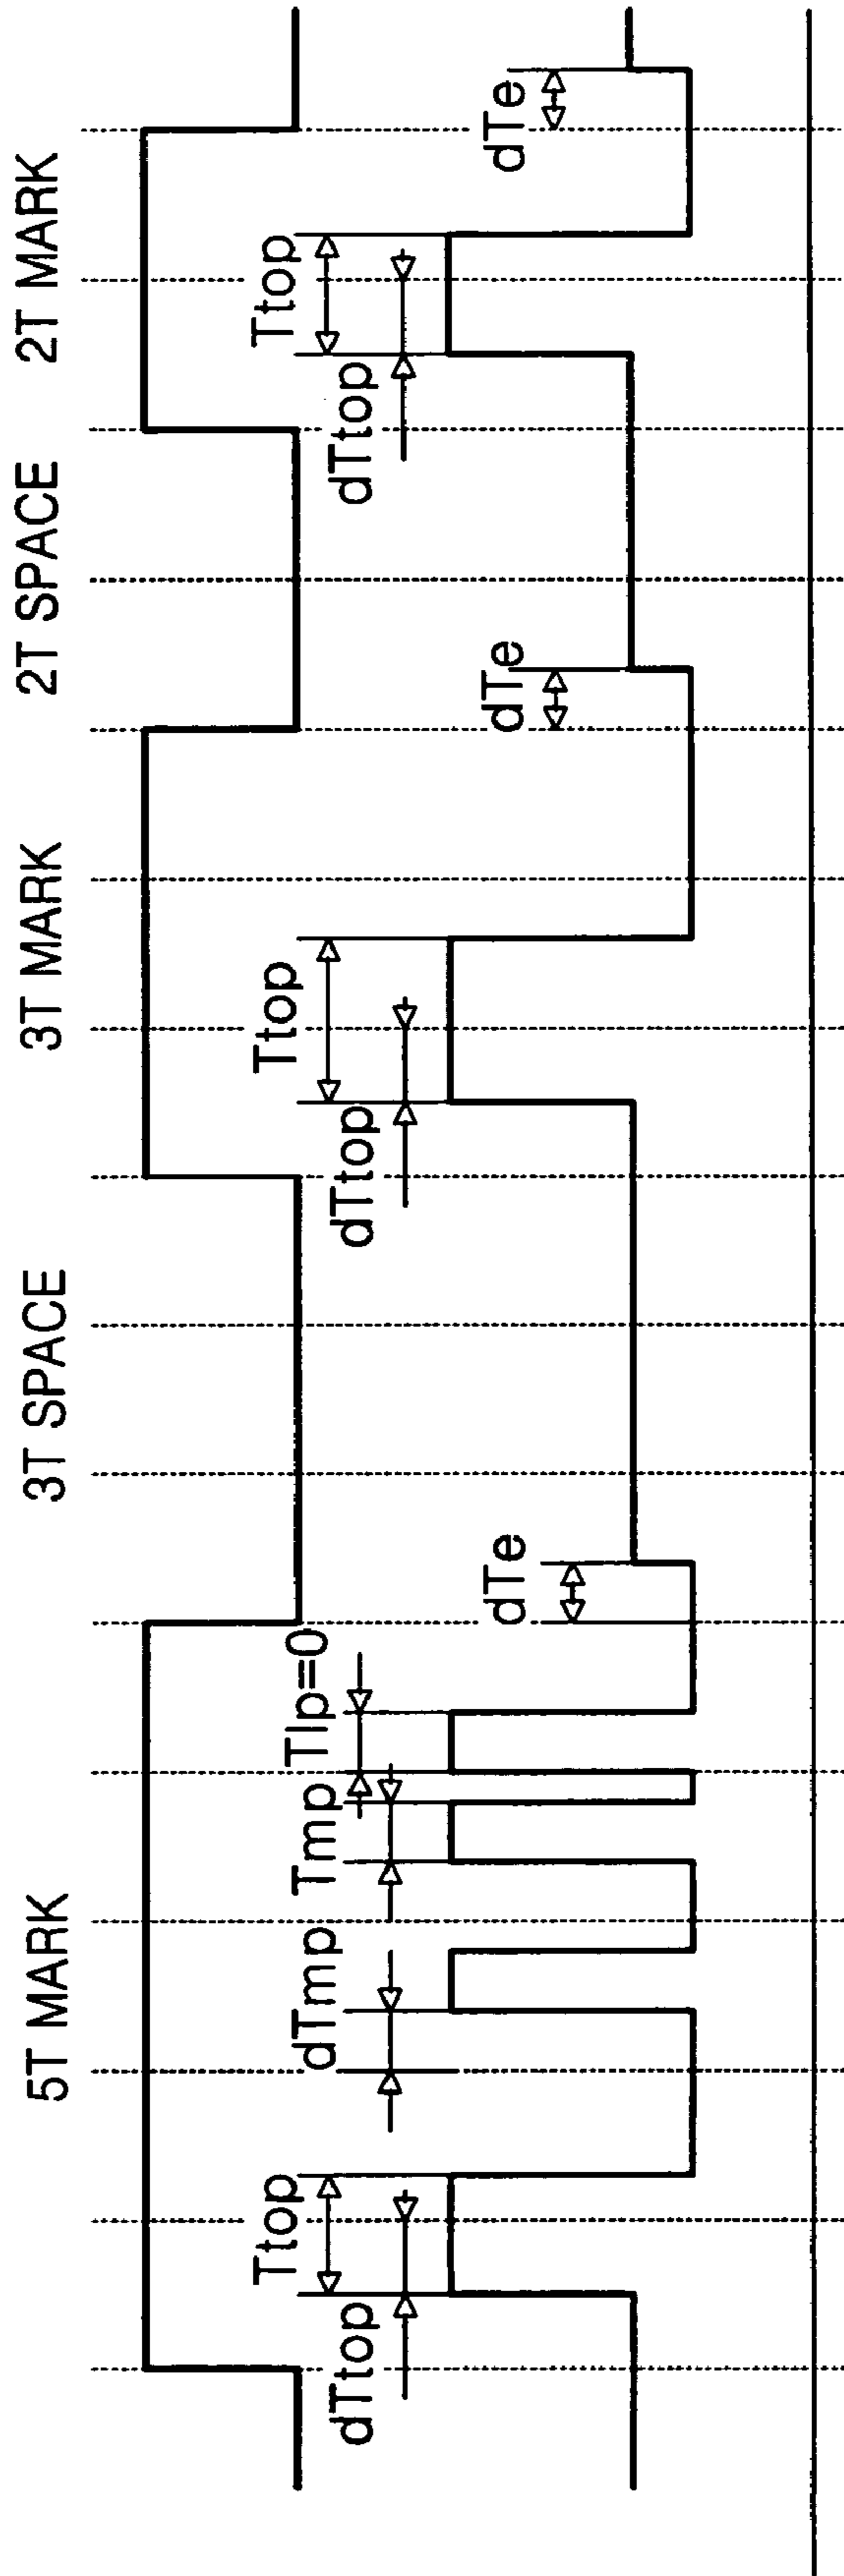 5T MARK
3T SPACE
3T MARK
2T SPACE
2T MARK
Ttop
dTtop
dTmp
Tmp
Tlp=0
dTe
Ttop
dTtop
dTe
Ttop
dTtop
dTe